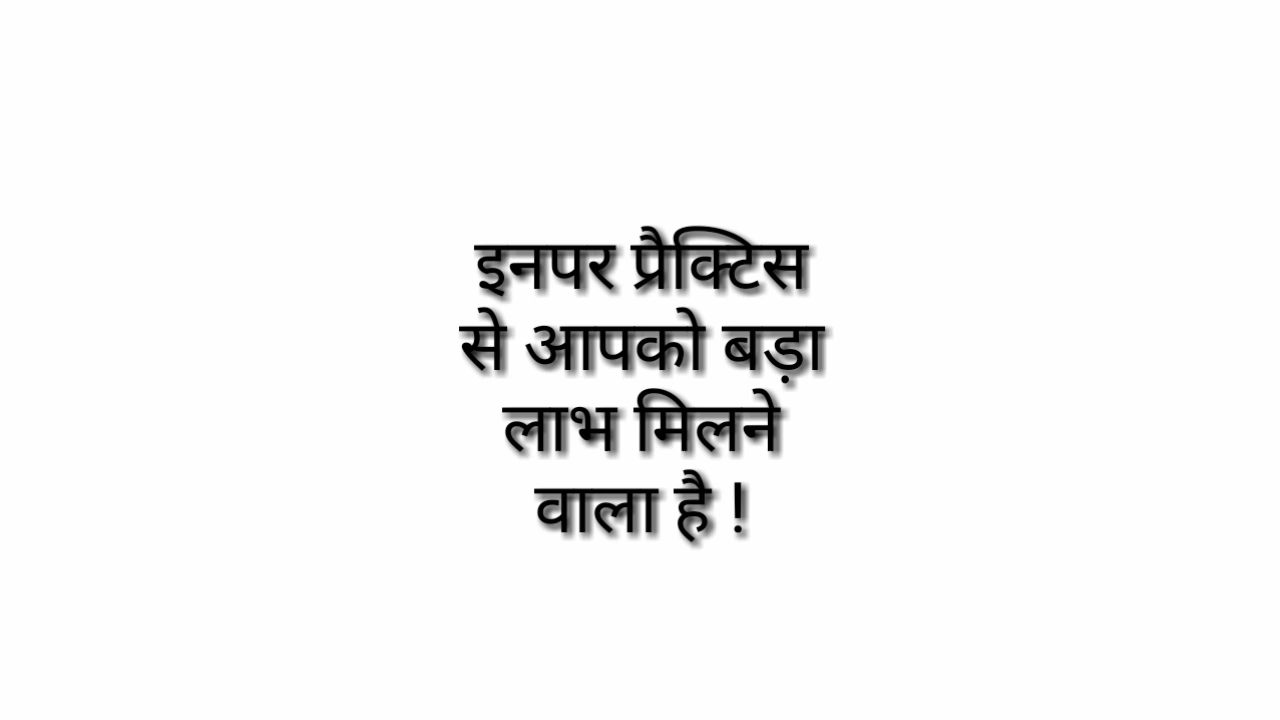 इनपर प्रैक्टिस
से आपको बड़ा
लाभ मिलने
वाला है !